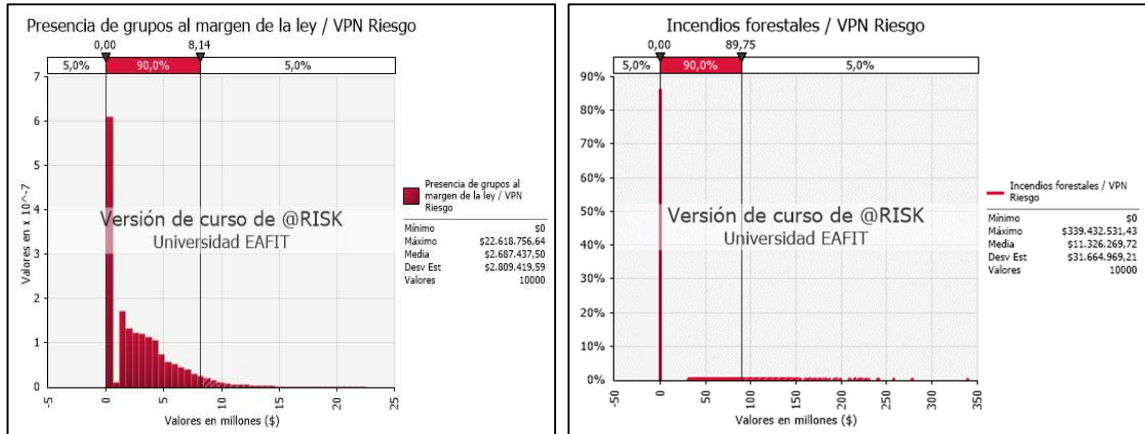 Presencia de grupos al margen de la ley / VPN Riesgo
0,00 8,14
5,0% 90,0% 5,0%
7
6
5
4
3
2
1
0
Valores en x 10^-7
-5 0 5 10 15 20 25
Valores en millones ($)
Versión de curso de @RISK
Universidad EAFIT
Presencia de grupos al
margen de la ley / VPN
Riesgo
Mínimo $0
Máximo $22.618.756,64
Media $2.687.437,50
Desv Est $2.809.419,59
Valores 10000
Incendios forestales / VPN Riesgo
0,00 89,75
5,0% 90,0% 5,0%
90%
80%
70%
60%
50%
40%
30%
20%
10%
0%
-50 0 50 100 150 200 250 300 350
Valores en millones ($)
Versión de curso de @RISK
Universidad EAFIT
Incendios forestales / VPN
Riesgo
Mínimo $0
Máximo $339.432.531,43
Media $11.326.269,72
Desv Est $31.664.969,21
Valores 10000